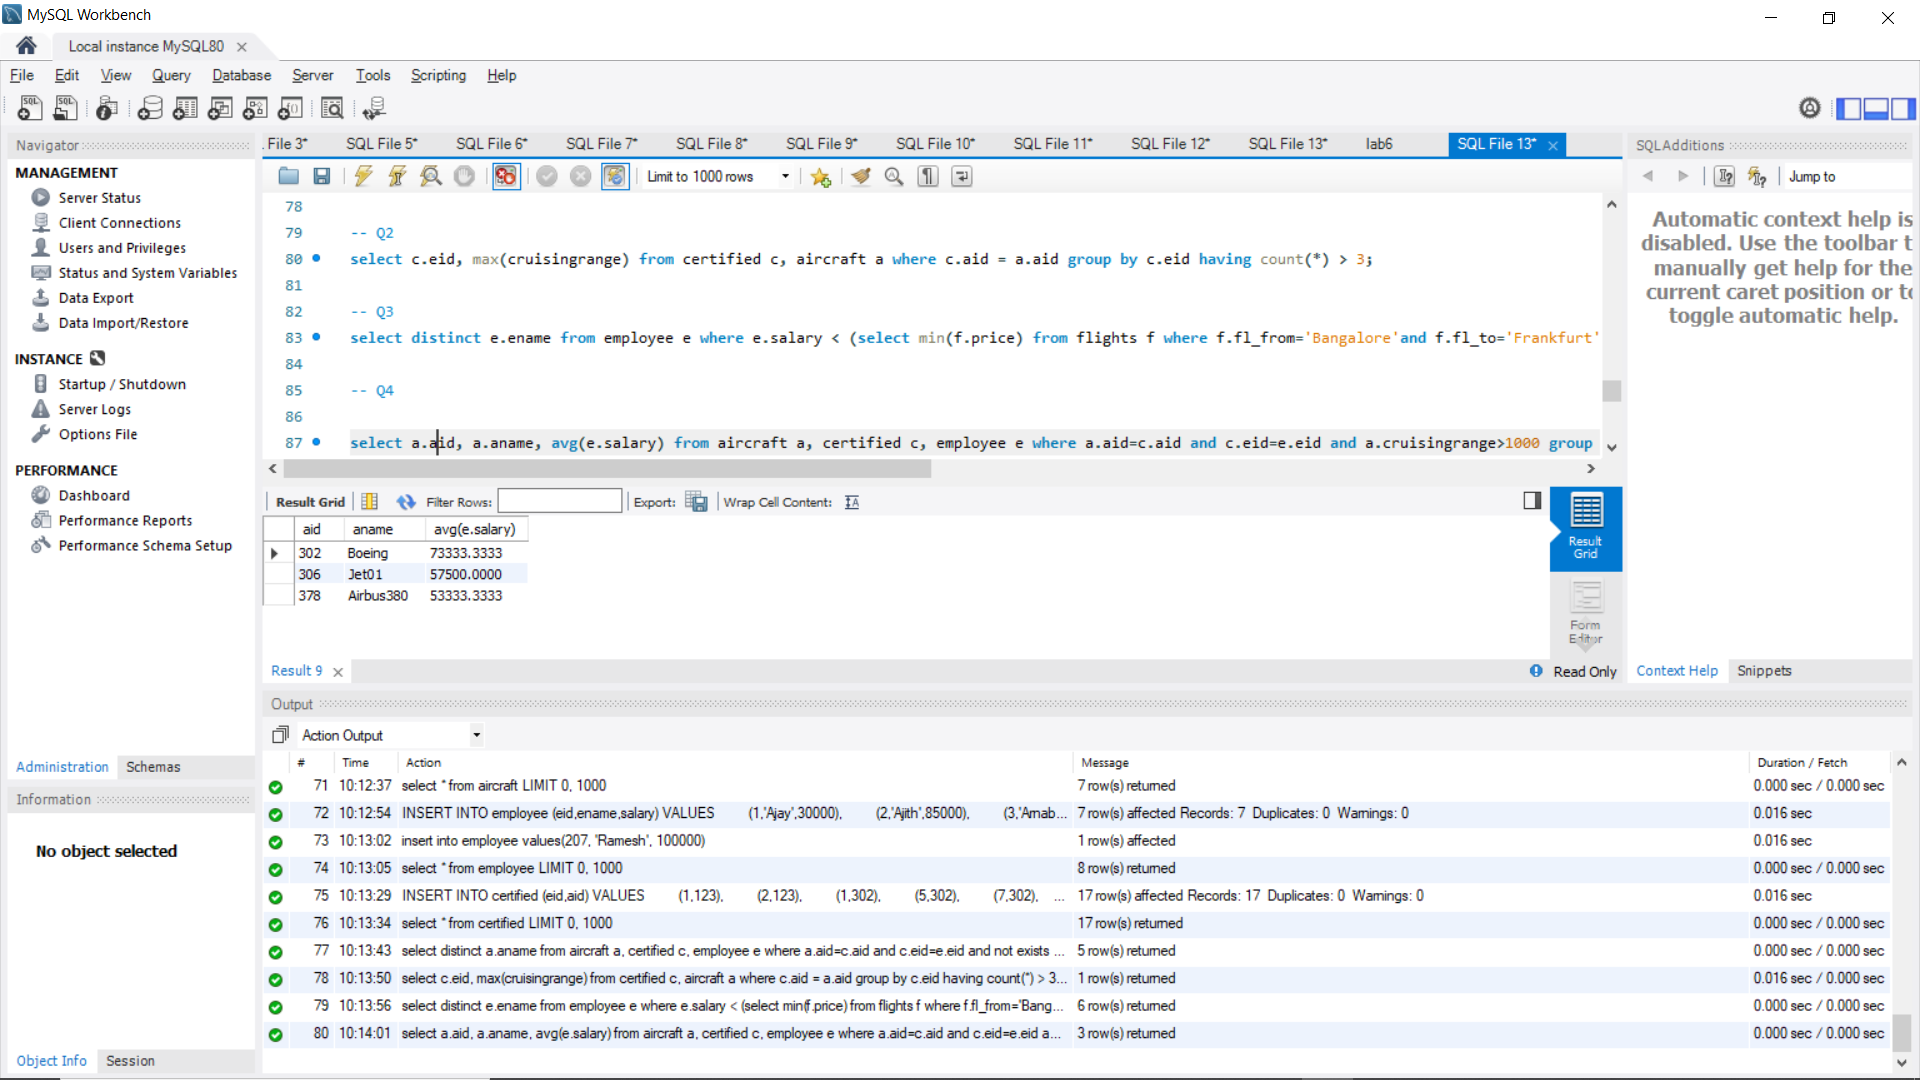 MySQL Workbench
Local instance MySQL80
File Edit View Query Database Server Tools Scripting Help
Navigator
MANAGEMENT
Server Status
Client Connections
Users and Privileges
Status and System Variables
Data Export
Data Import/Restore
INSTANCE
Startup / Shutdown
Server Logs
Options File
PERFORMANCE
Dashboard
Performance Reports
Performance Schema Setup
Administration Schemas
Information
No object selected
Object Info Session
. File 3* SQL File 5* SQL File 6* SQL File 7* SQL File 8* SQL File 9* SQL File 10* SQL File 11* SQL File 12* SQL File 13* lab6 SQL File 13*
Limit to 1000 rows
78
79 -- Q2
80 select c.eid, max(cruisingrange) from certified c, aircraft a where c.aid = a.aid group by c.eid having count(*) > 3;
81
82 -- Q3
83 select distinct e.ename from employee e where e.salary < (select min(f.price) from flights f where f.fl_from='Bangalore'and f.fl_to='Frankfurt'
84
85 -- Q4
86
87 select a.aid, a.aname, avg(e.salary) from aircraft a, certified c, employee e where a.aid=c.aid and c.eid=e.eid and a.cruisingrange>1000 group
Result Grid Filter Rows: Export: Wrap Cell Content: IA
aid aname avg(e.salary)
302 Boeing 73333.3333
306 Jet01 57500.0000
378 Airbus380 53333.3333
Result Grid
Form Editor
Result 9 Read Only
SQLAdditions
Jump to
Automatic context help is
disabled. Use the toolbar t
manually get help for the
current caret position or to
toggle automatic help.
Context Help Snippets
Output
Action Output
# Time Action Message Duration / Fetch
71 10:12:37 select * from aircraft LIMIT 0, 1000 7 row(s) returned 0.000 sec / 0.000 sec
72 10:12:54 INSERT INTO employee (eid,ename,salary) VALUES (1,'Ajay',30000), (2,'Ajith',85000), (3,'Arnab... 7 row(s) affected Records: 7 Duplicates: 0 Warnings: 0 0.016 sec
73 10:13:02 insert into employee values(207, 'Ramesh', 100000) 1 row(s) affected 0.016 sec
74 10:13:05 select * from employee LIMIT 0, 1000 8 row(s) returned 0.000 sec / 0.000 sec
75 10:13:29 INSERT INTO certified (eid,aid) VALUES (1,123), (2,123), (1,302), (5,302), (7,302), ... 17 row(s) affected Records: 17 Duplicates: 0 Warnings: 0 0.016 sec
76 10:13:34 select * from certified LIMIT 0, 1000 17 row(s) returned 0.000 sec / 0.000 sec
77 10:13:43 select distinct a.aname from aircraft a, certified c, employee e where a.aid=c.aid and c.eid=e.eid and not exists ... 5 row(s) returned 0.000 sec / 0.000 sec
78 10:13:50 select c.eid, max(cruisingrange) from certified c, aircraft a where c.aid = a.aid group by c.eid having count(*) > 3... 1 row(s) returned 0.016 sec / 0.000 sec
79 10:13:56 select distinct e.ename from employee e where e.salary < (select min(f.price) from flights f where f.fl_from='Bang... 6 row(s) returned 0.000 sec / 0.000 sec
80 10:14:01 select a.aid, a.aname, avg(e.salary) from aircraft a, certified c, employee e where a.aid=c.aid and c.eid=e.eid a... 3 row(s) returned 0.000 sec / 0.000 sec